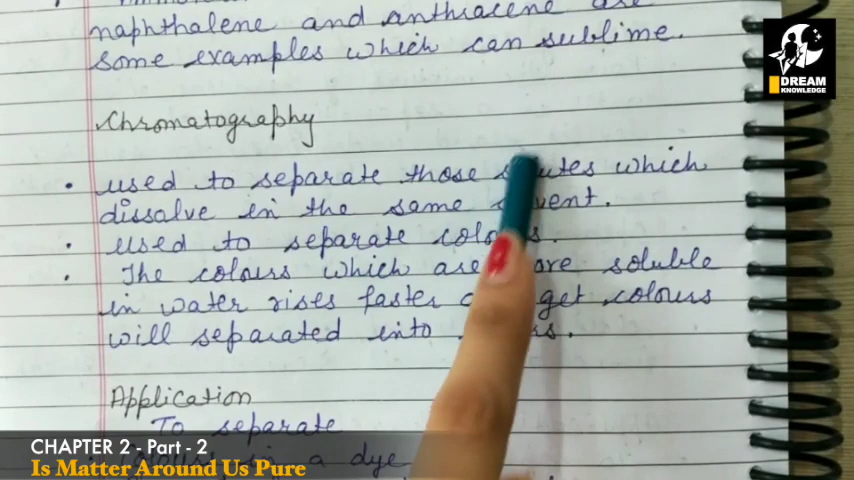 naphthalene and anthracene are
some examples which can sublime.
DREAM
KNOWLEDGE
Chromatography
• used to separate those which
dissalve in the same
• used to separate
• The colours which are soluble
in water rises faster get colours
will separated into
Application
To separate
in a dye
CHAPTER 2 - Part - 2
Is Matter Around Us Pure